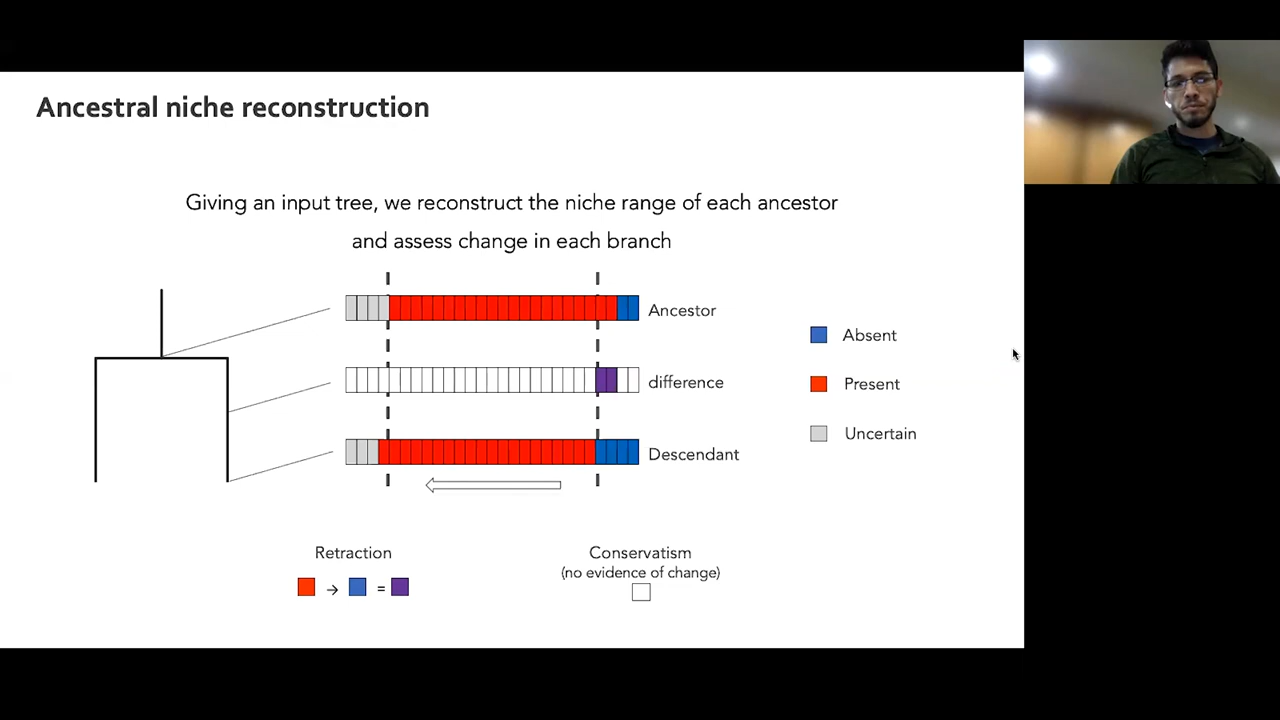 Ancestral niche reconstruction
Giving an input tree, we reconstruct the niche range of each ancestor
and assess change in each branch
Ancestor
difference
Descendant
Absent
Present
Uncertain
Retraction
→ =
Conservatism
(no evidence of change)